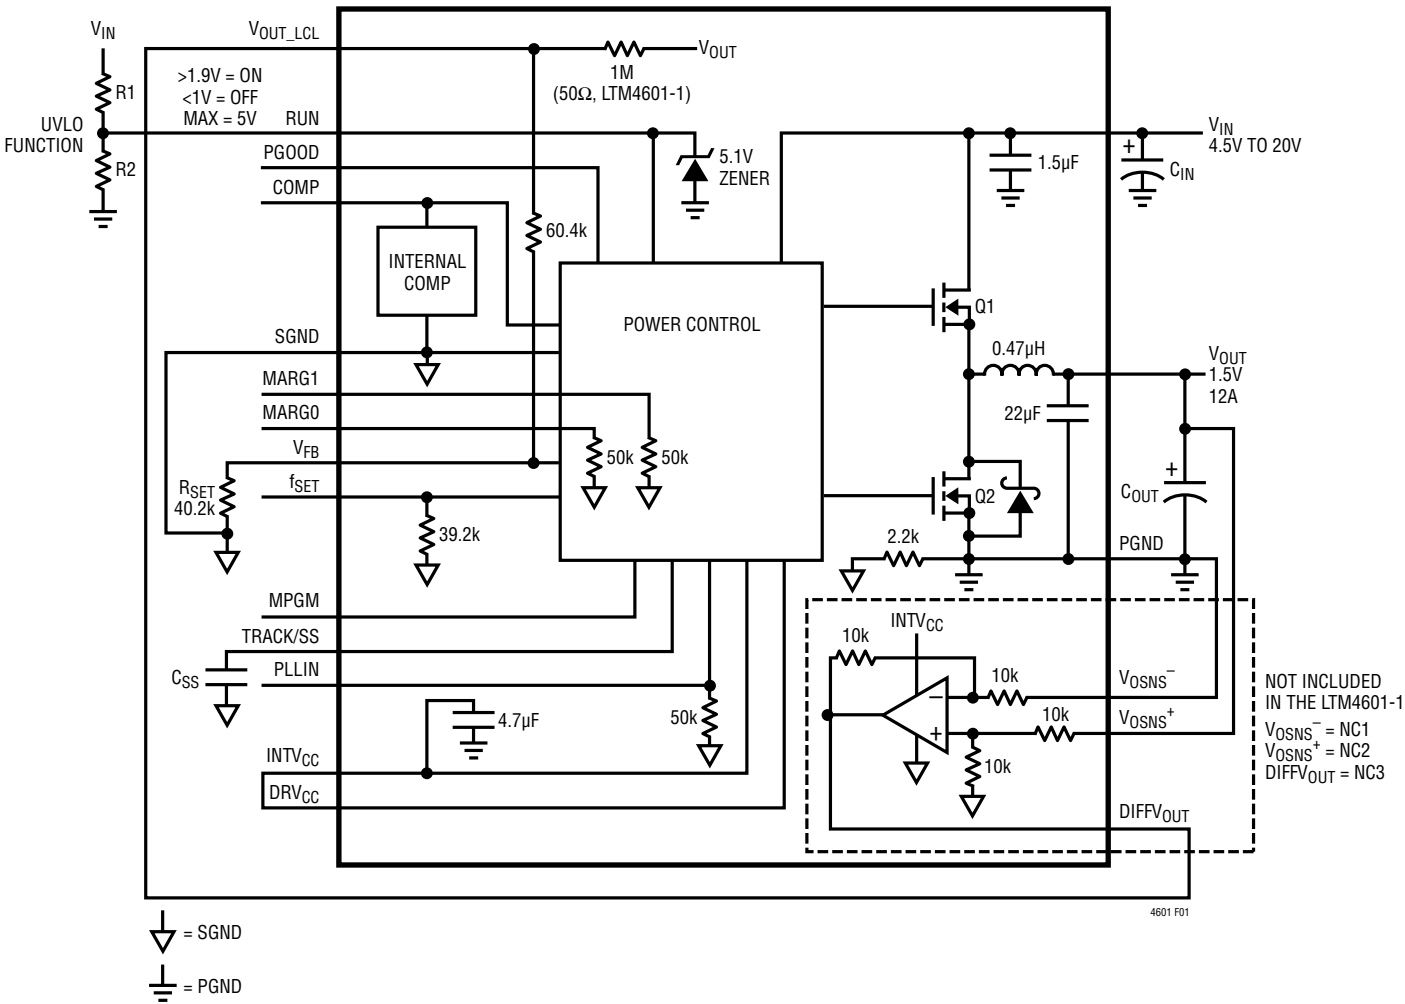 V_IN
R1
UVLO
FUNCTION
R2
V_OUT_LCL
>1.9V = ON
<1V = OFF
MAX = 5V
RUN
PGOOD
COMP
1M
(50Ω, LTM4601-1)
V_OUT
5.1V
ZENER
60.4k
INTERNAL
COMP
POWER CONTROL
V_IN
4.5V TO 20V
1.5µF
+
C_IN
Q1
0.47µH
V_OUT
1.5V
12A
22µF
SGND
MARG1
MARG0
V_FB
f_SET
R_SET
40.2k
50k
50k
39.2k
Q2
+
C_OUT
2.2k
PGND
MPGM
TRACK/SS
C_SS
PLLIN
4.7µF
50k
INTV_CC
DRV_CC
INTV_CC
10k
10k
10k
10k
–
+
V_OSNS^–
V_OSNS^+
DIFFV_OUT
NOT INCLUDED
IN THE LTM4601-1
V_OSNS^– = NC1
V_OSNS^+ = NC2
DIFFV_OUT = NC3
4601 F01
= SGND
= PGND